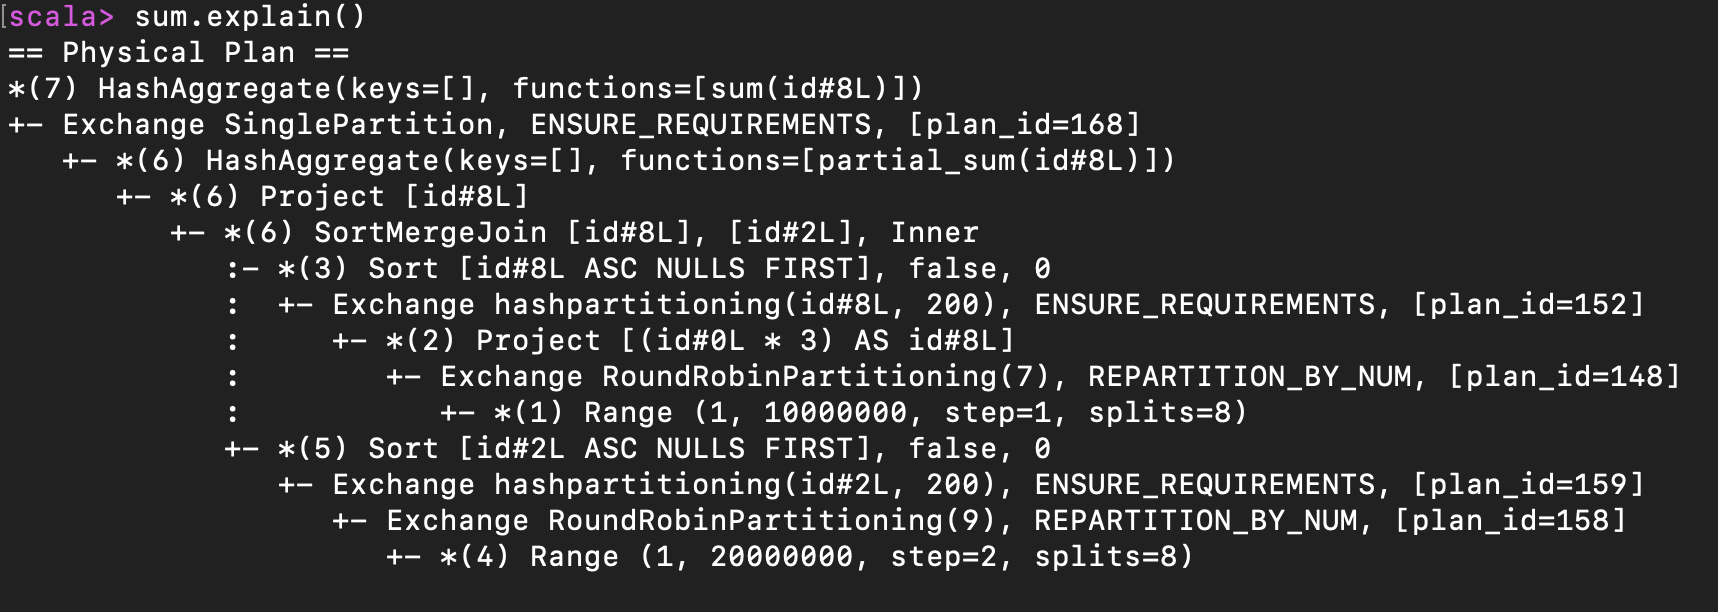 [scala> sum.explain()
== Physical Plan ==
*(7) HashAggregate(keys=[], functions=[sum(id#8L)])
+- Exchange SinglePartition, ENSURE_REQUIREMENTS, [plan_id=168]
   +- *(6) HashAggregate(keys=[], functions=[partial_sum(id#8L)])
      +- *(6) Project [id#8L]
         +- *(6) SortMergeJoin [id#8L], [id#2L], Inner
            :- *(3) Sort [id#8L ASC NULLS FIRST], false, 0
            :  +- Exchange hashpartitioning(id#8L, 200), ENSURE_REQUIREMENTS, [plan_id=152]
            :     +- *(2) Project [(id#0L * 3) AS id#8L]
            :        +- Exchange RoundRobinPartitioning(7), REPARTITION_BY_NUM, [plan_id=148]
            :           +- *(1) Range (1, 10000000, step=1, splits=8)
            +- *(5) Sort [id#2L ASC NULLS FIRST], false, 0
               +- Exchange hashpartitioning(id#2L, 200), ENSURE_REQUIREMENTS, [plan_id=159]
                  +- Exchange RoundRobinPartitioning(9), REPARTITION_BY_NUM, [plan_id=158]
                     +- *(4) Range (1, 20000000, step=2, splits=8)